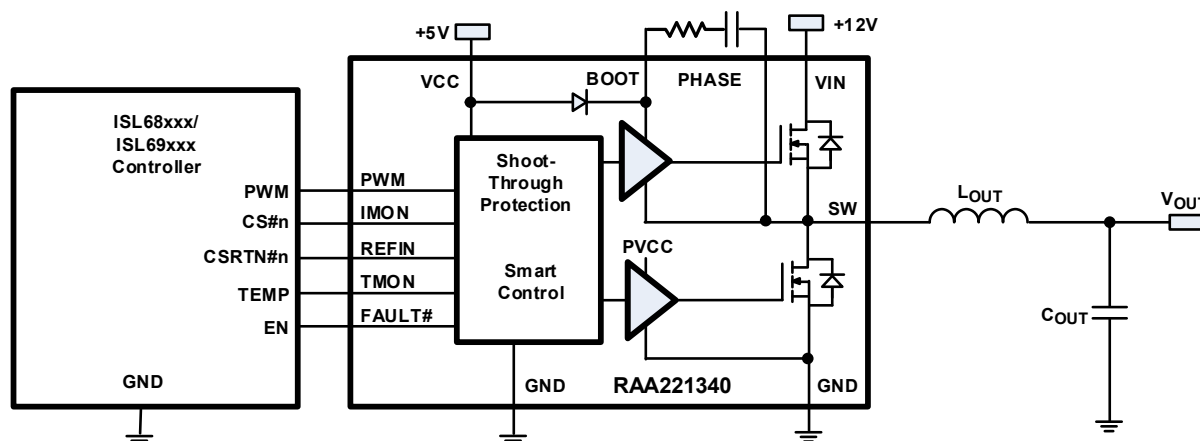 +5V
+12V
VCC
BOOT
PHASE
VIN
ISL68xxx/
ISL69xxx
Controller
PWM
CS#n
CSRTN#n
TEMP
EN
GND
PWM
IMON
REFIN
TMON
FAULT#
Shoot-
Through
Protection
Smart
Control
PVCC
SW
GND
RAA221340
GND
LOUT
VOUT
COUT